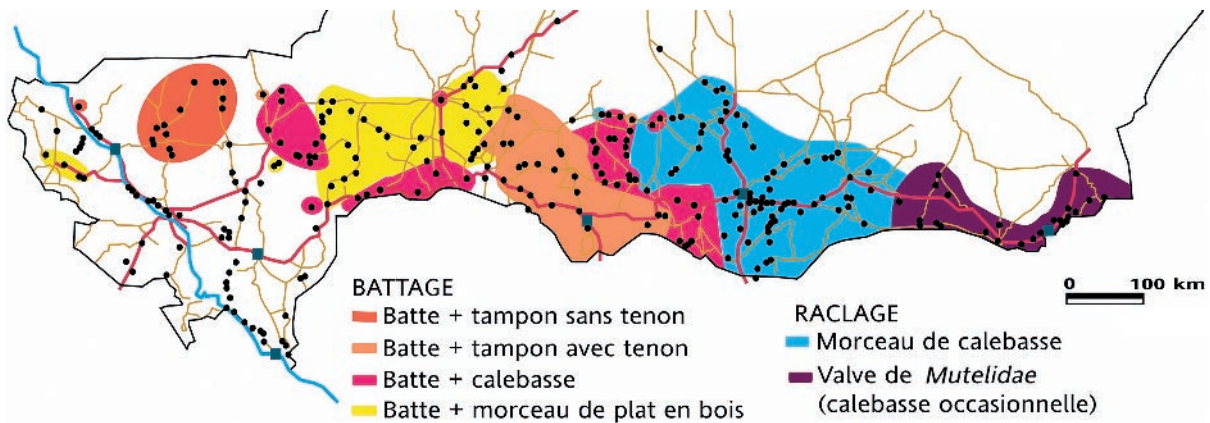 0 100 km
BATTAGE
Batte + tampon sans tenon
Batte + tampon avec tenon
Batte + calebasse
Batte + morceau de plat en bois
RACLAGE
Morceau de calebasse
Valve de Mutelidae
(calebasse occasionnelle)